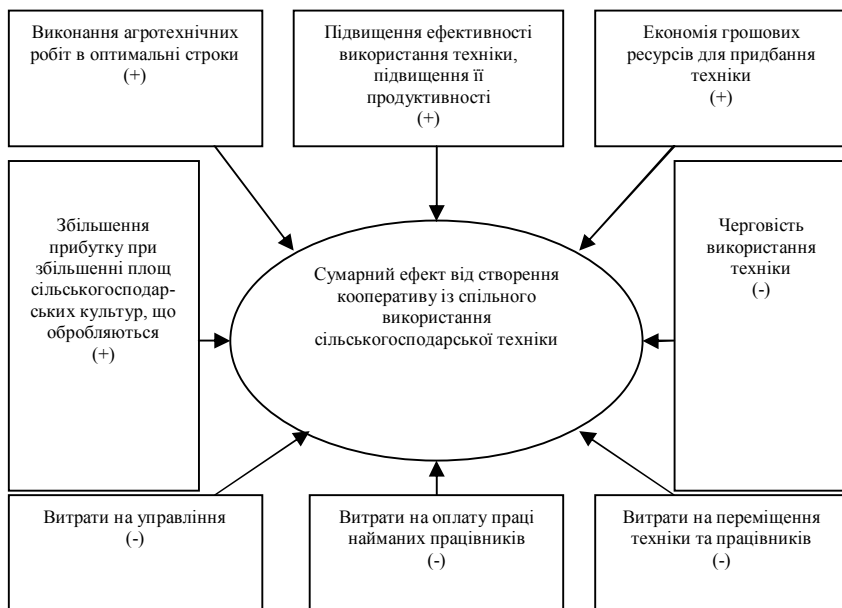 Виконання агротехнічних
робіт в оптимальні строки
(+)
Підвищення ефективності
використання техніки,
підвищення її
продуктивності
(+)
Економія грошових
ресурсів для придбання
техніки
(+)
Збільшення
прибутку при
збільшенні площ
сільськогосподар-
ських культур, що
обробляються
(+)
Сумарний ефект від створення
кооперативу із спільного
використання
сільськогосподарської техніки
Черговість
використання
техніки
(-)
Витрати на управління
(-)
Витрати на оплату праці
найманих працівників
(-)
Витрати на переміщення
техніки та працівників
(-)